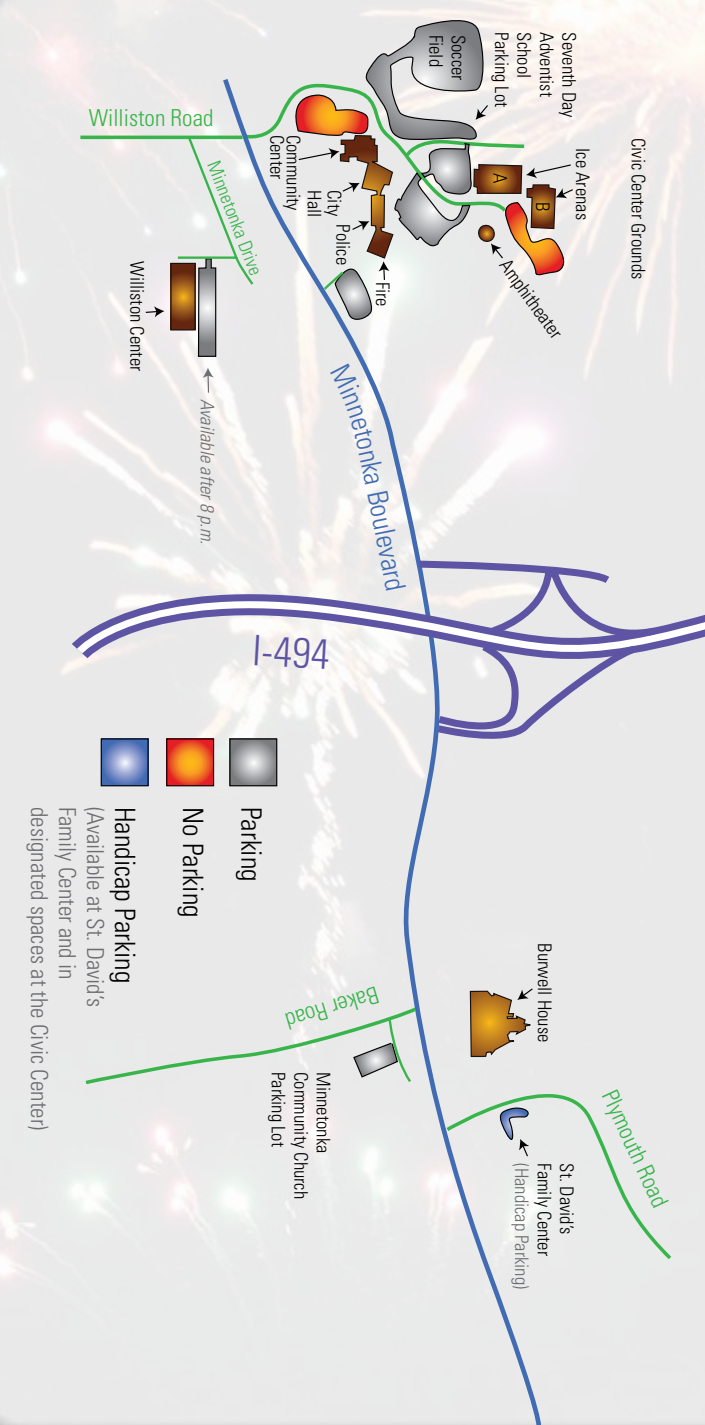 Civic Center Grounds
Seventh Day
Adventist
School
Parking Lot
Soccer
Field
Ice Arenas
A
B
Amphitheater
Williston Road
Community
Center
City
Hall
Police
Fire
Minnetonka Drive
Williston Center
Available after 8 p.m.
Minnetonka Boulevard
I-494
Burwell House
Plymouth Road
St. David's
Family Center
(Handicap Parking)
Baker Road
Minnetonka
Community Church
Parking Lot
Parking
No Parking
Handicap Parking
(Available at St. David's
Family Center and in
designated spaces at the Civic Center)